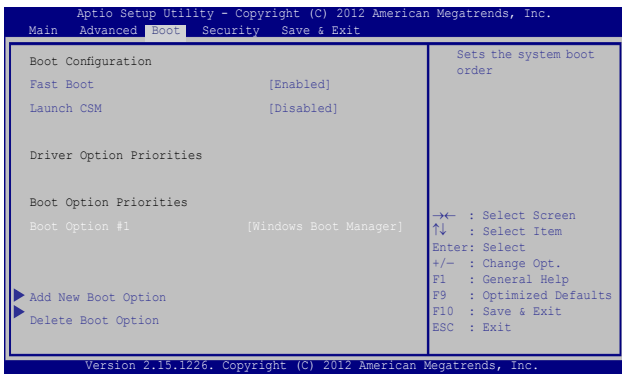 Aptio Setup Utility - Copyright (C) 2012 American Megatrends, Inc.
Main Advanced Boot Security Save & Exit
Boot Configuration
Fast Boot [Enabled]
Launch CSM [Disabled]
Driver Option Priorities
Boot Option Priorities
Boot Option #1 [Windows Boot Manager]
Add New Boot Option
Delete Boot Option
Sets the system boot
order
→← : Select Screen
↑↓ : Select Item
Enter: Select
+/— : Change Opt.
F1 : General Help
F9 : Optimized Defaults
F10 : Save & Exit
ESC : Exit
Version 2.15.1226. Copyright (C) 2012 American Megatrends, Inc.